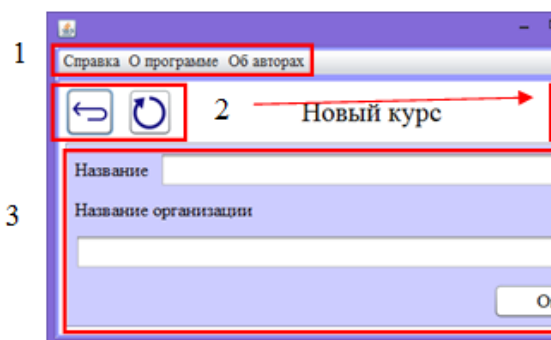 1
Справка О программе Об авторах
2
Новый курс
Название
3
Название организации